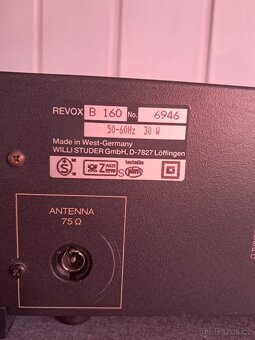 REVOX B 160 No. 6946
50-60Hz 30 W
Made in West-Germany
WILLI STUDER GmbH, D-7827 Löffingen
S
ANTENNA
75 Ω